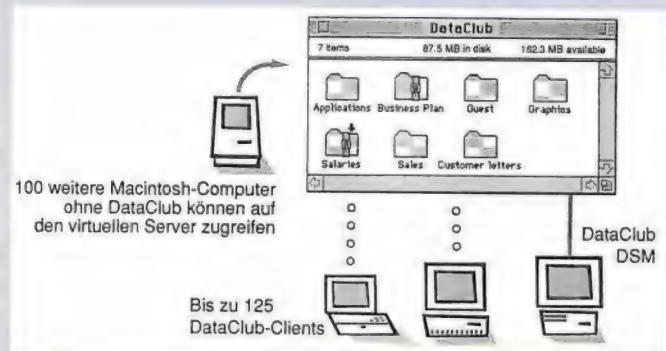 DataClub
7 items 87.5 MB in disk 162.3 MB available
Applications Business Plan Guest Graphics
Salaries Sales Customer letters
100 weitere Macintosh-Computer
ohne DataClub können auf
den virtuellen Server zugreifen
DataClub
DSM
Bis zu 125
DataClub-Clients